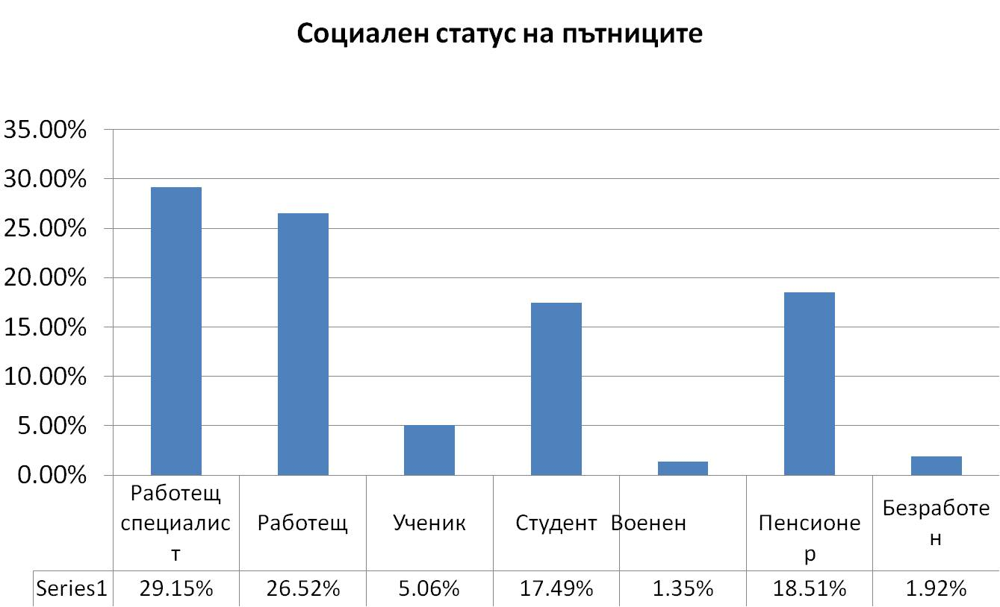 Социален статус на пътниците
35.00%
30.00%
25.00%
20.00%
15.00%
10.00%
5.00%
0.00%
Работещ
специалис
т
Работещ
Ученик
Студент
Военен
Пенсионе
р
Безработе
н
Series1 29.15% 26.52% 5.06% 17.49% 1.35% 18.51% 1.92%